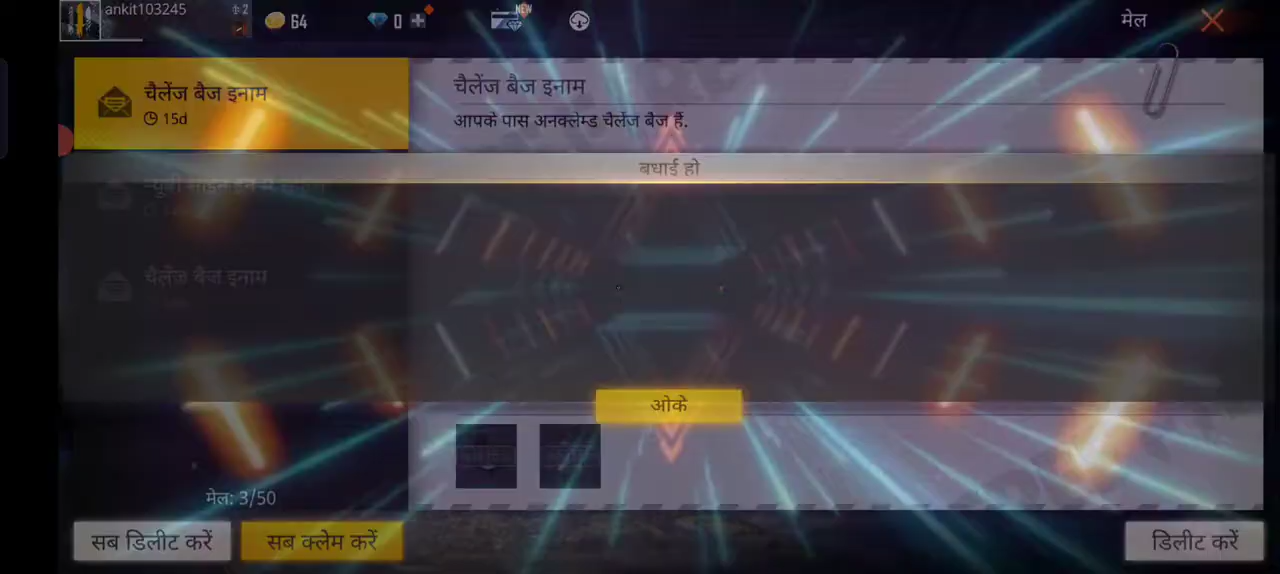 ankit103245
2
64
0
NEW
मेल
चैलेंज बैज इनाम
15d
चैलेंज बैज इनाम
आपके पास अनक्लेम्ड चैलेंज बैज हैं.
बधाई हो
चैलेंज बैज इनाम
ओके
मेल: 3/50
सब डिलीट करें
सब क्लेम करें
डिलीट करें